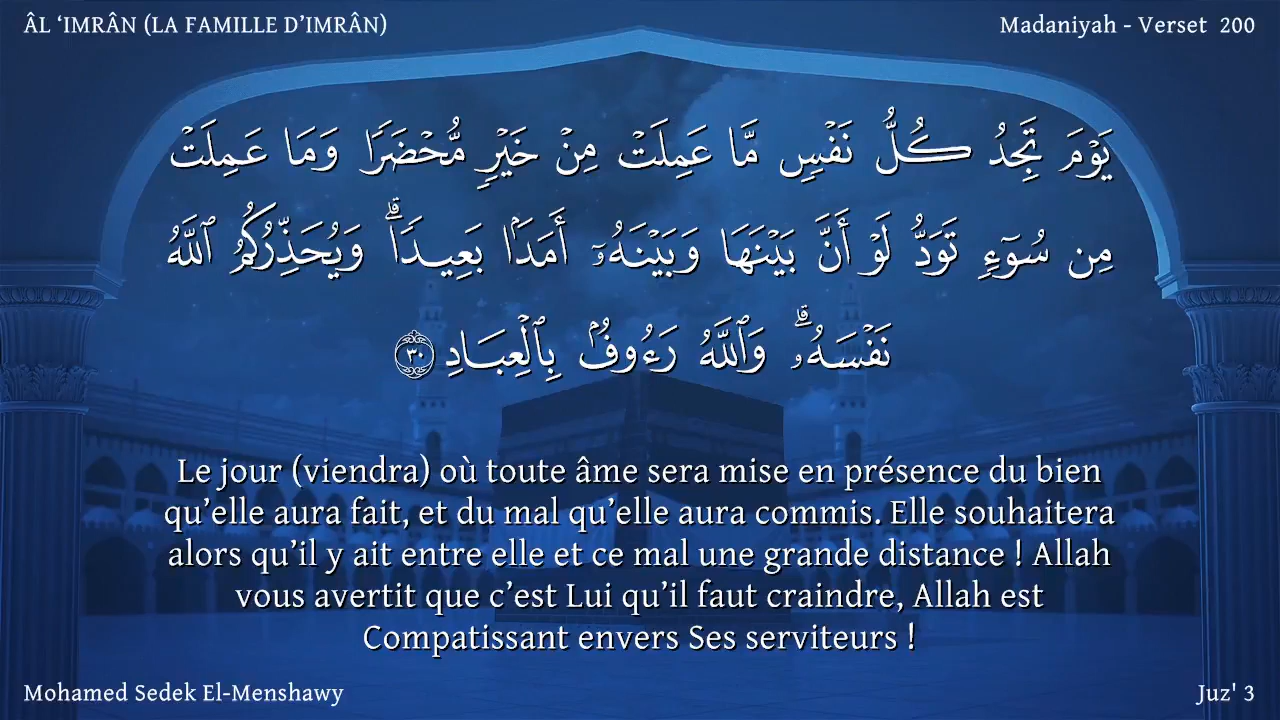 ÂL ‘IMRÂN (LA FAMILLE D’IMRÂN)
Madaniyah - Verset 200
يَوْمَ تَجِدُ كُلُّ نَفْسٍ مَّا عَمِلَتْ مِنْ خَيْرٍ مُّحْضَرًا وَمَا عَمِلَتْ
مِن سُوٓءٍ تَوَدُّ لَوْ أَنَّ بَيْنَهَا وَبَيْنَهُۥٓ أَمَدًۢا بَعِيدًا ۗ وَيُحَذِّرُكُمُ ٱللَّهُ
نَفْسَهُۥ ۗ وَٱللَّهُ رَءُوفٌۢ بِٱلْعِبَادِ ٣٠
Le jour (viendra) où toute âme sera mise en présence du bien
qu’elle aura fait, et du mal qu’elle aura commis. Elle souhaitera
alors qu’il y ait entre elle et ce mal une grande distance ! Allah
vous avertit que c’est Lui qu’il faut craindre, Allah est
Compatissant envers Ses serviteurs !
Mohamed Sedek El-Menshawy
Juz' 3